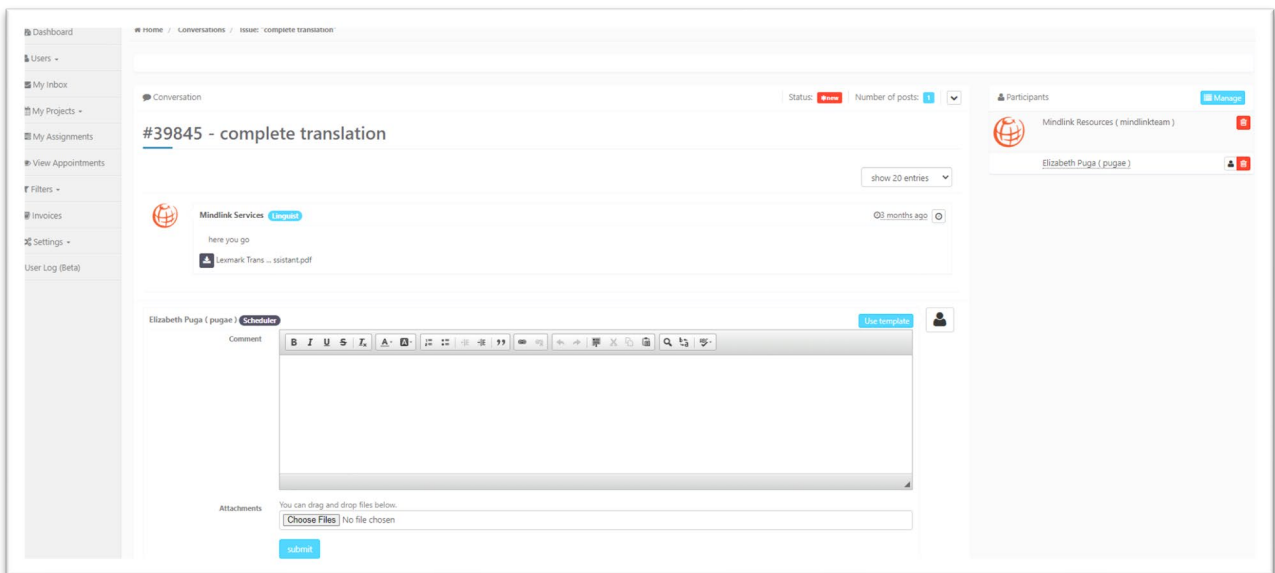 Dashboard
Users
My Inbox
My Projects
My Assignments
View Appointments
Filters
Invoices
Settings
User Log (Beta)
Home / Conversations / Issue: "complete translation"
Conversation
Status: new Number of posts: 1
#39845 - complete translation
show 20 entries
Mindlink Services Linguist
3 months ago
here you go
Lexmark Trans ... ssistant.pdf
Elizabeth Puga ( pugae ) Scheduler
Use template
Comment
Attachments
You can drag and drop files below.
Choose Files No file chosen
submit
Participants
Manage
Mindlink Resources ( mindlinkteam )
Elizabeth Puga ( pugae )